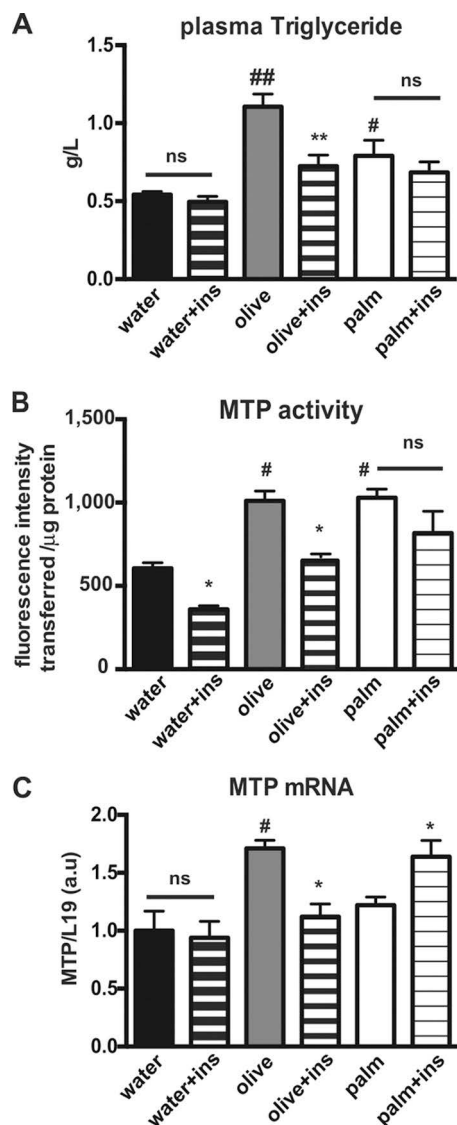 A
plasma Triglyceride
g/L
1.5
1.0
0.5
0.0
ns
##
**
#
ns
water
water+ins
olive
olive+ins
palm
palm+ins
B
MTP activity
fluorescence intensity
transferred /µg protein
1,500
1,000
500
0
*
#
*
#
ns
water
water+ins
olive
olive+ins
palm
palm+ins
C
MTP mRNA
MTP/L19 (a.u)
2.0
1.5
1.0
0.5
0.0
ns
#
*
*
water
water+ins
olive
olive+ins
palm
palm+ins